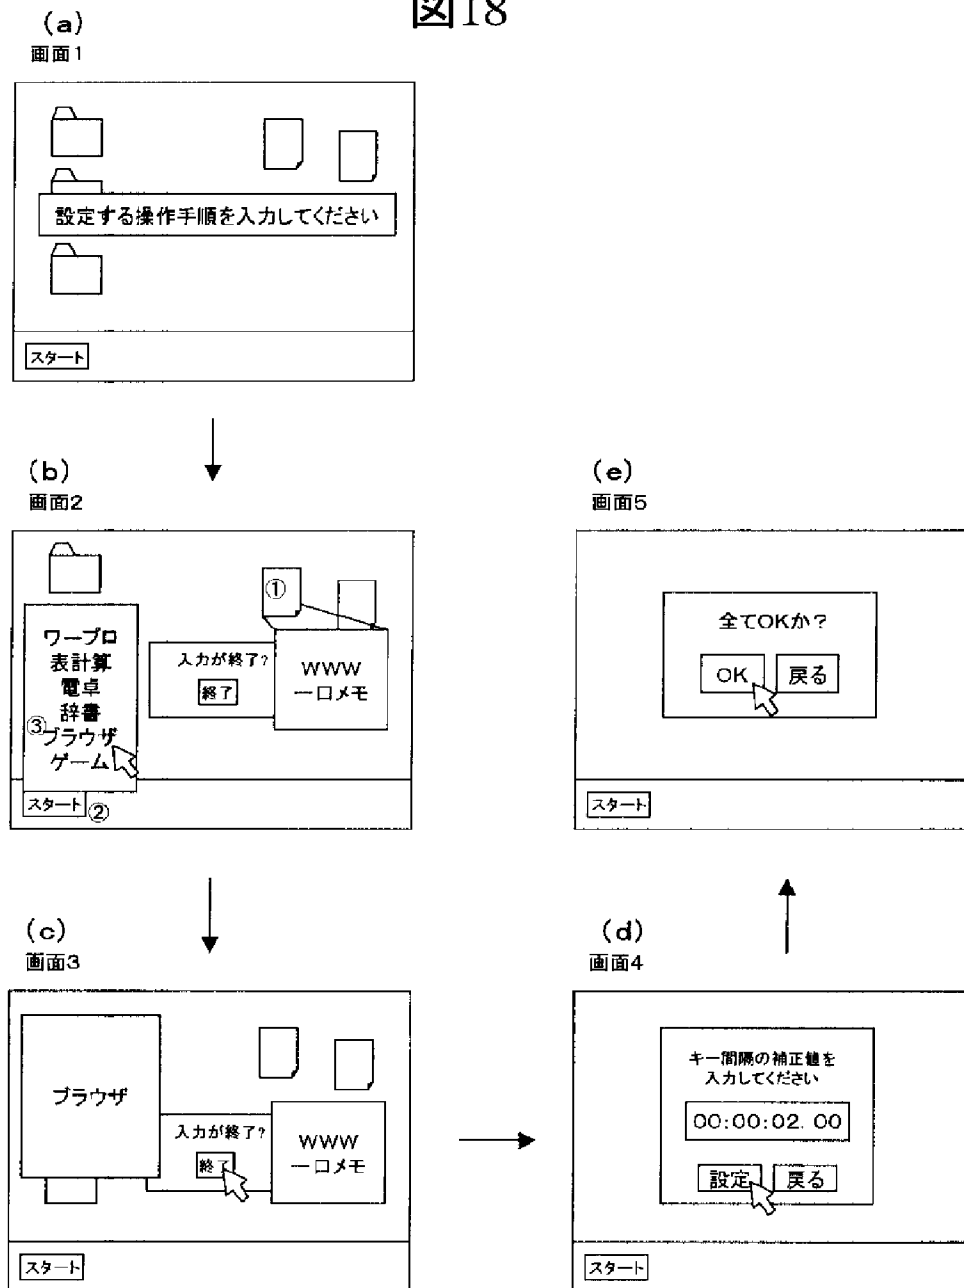 図18
(a)
画面1
設定する操作手順を入力してください
スタート
(b)
画面2
①
ワープロ
表計算
電卓
辞書
③ブラウザ
ゲーム
入力が終了?
終了
WWW
一口メモ
スタート②
(c)
画面3
ブラウザ
入力が終了?
終了
WWW
一口メモ
スタート
(d)
画面4
キー間隔の補正値を
入力してください
00:00:02. 00
設定 戻る
スタート
(e)
画面5
全てOKか?
OK 戻る
スタート